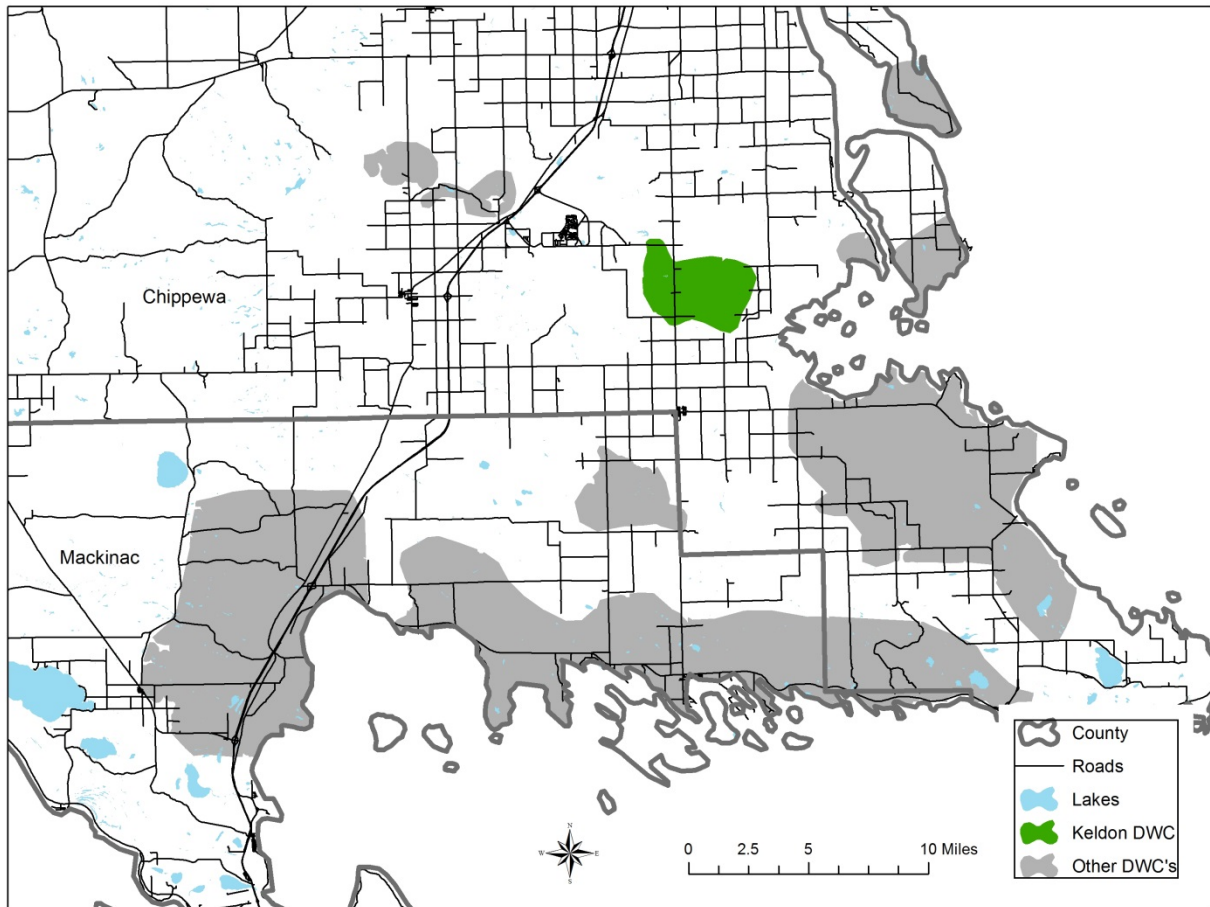 Chippewa
Mackinac
N
W E
S
0 2.5 5 10 Miles
County
Roads
Lakes
Keldon DWC
Other DWC's